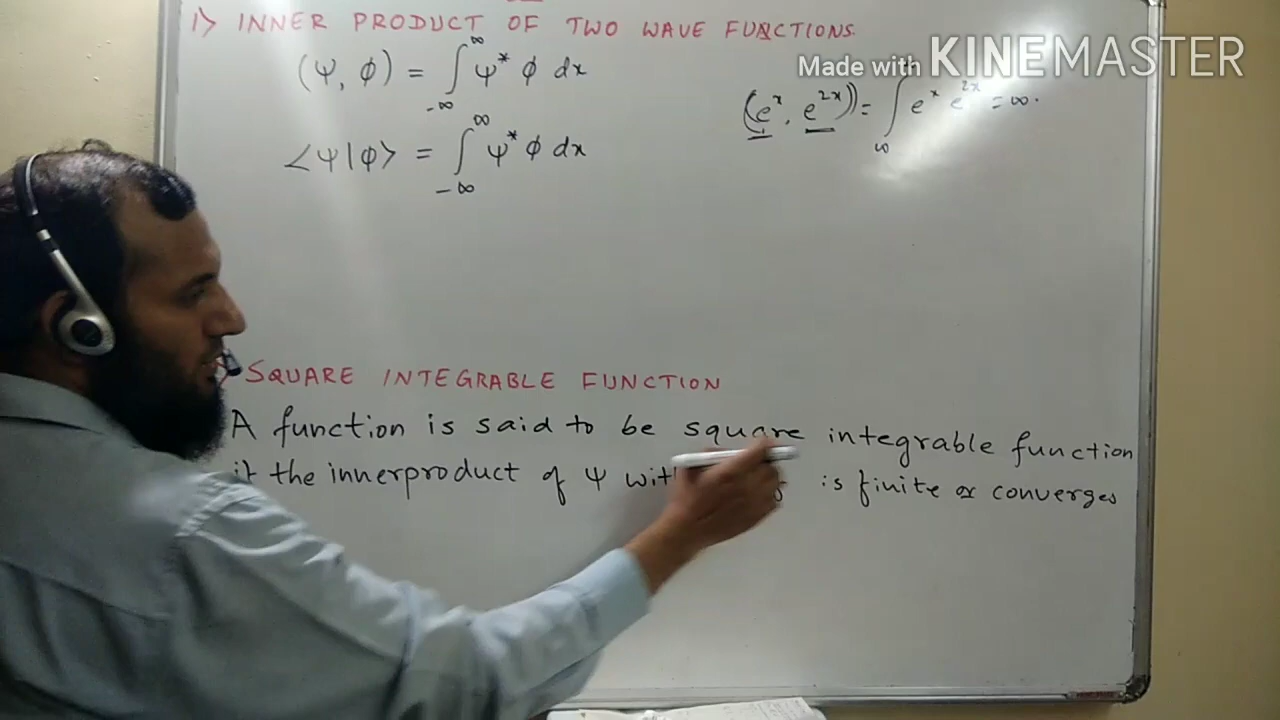 1) INNER PRODUCT OF TWO WAVE FUNCTIONS
Made with KINEMASTER
(ψ, ϕ) = ∫_{-∞}^{∞} ψ* ϕ dx
(e^x, e^{2x}) = ∫_{∞} e^x e^{2x} = ∞.
<ψ|ϕ> = ∫_{-∞}^{∞} ψ* ϕ dx
SQUARE INTEGRABLE FUNCTION
A function is said to be square integrable function
if the innerproduct of ψ with is finite or converges